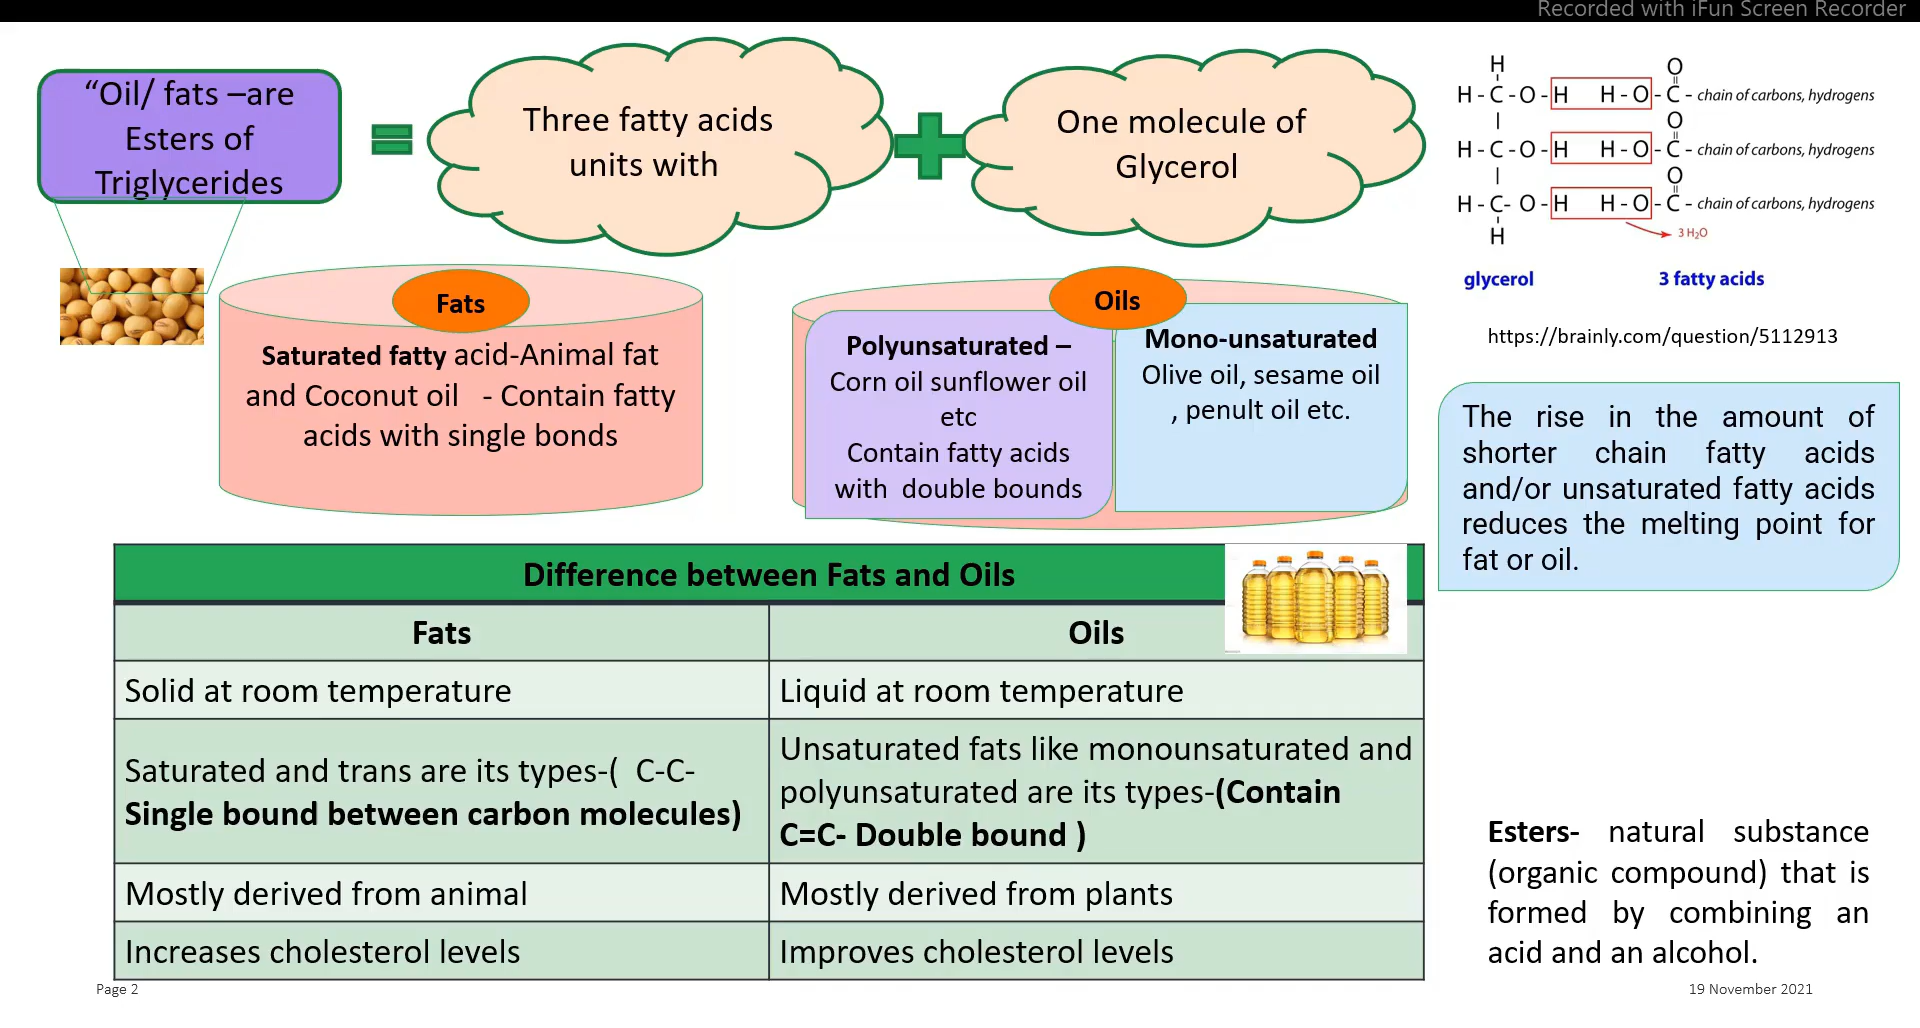 Recorded with iFun Screen Recorder
“Oil/ fats –are
Esters of
Triglycerides
Three fatty acids
units with
One molecule of
Glycerol
H
O
H - C - O - H H - O - C - chain of carbons, hydrogens
O
H - C - O - H H - O - C - chain of carbons, hydrogens
O
H - C - O - H H - O - C - chain of carbons, hydrogens
H
3 H₂O
glycerol
3 fatty acids
https://brainly.com/question/5112913
Fats
Saturated fatty acid-Animal fat
and Coconut oil - Contain fatty
acids with single bonds
Oils
Polyunsaturated –
Corn oil sunflower oil
etc
Contain fatty acids
with double bounds
Mono-unsaturated
Olive oil, sesame oil
, penult oil etc.
The rise in the amount of
shorter chain fatty acids
and/or unsaturated fatty acids
reduces the melting point for
fat or oil.
Difference between Fats and Oils
Fats
Oils
Solid at room temperature
Liquid at room temperature
Saturated and trans are its types-( C-C-
Single bound between carbon molecules)
Unsaturated fats like monounsaturated and
polyunsaturated are its types-(Contain
C=C- Double bound )
Mostly derived from animal
Mostly derived from plants
Increases cholesterol levels
Improves cholesterol levels
Esters- natural substance
(organic compound) that is
formed by combining an
acid and an alcohol.
Page 2
19 November 2021